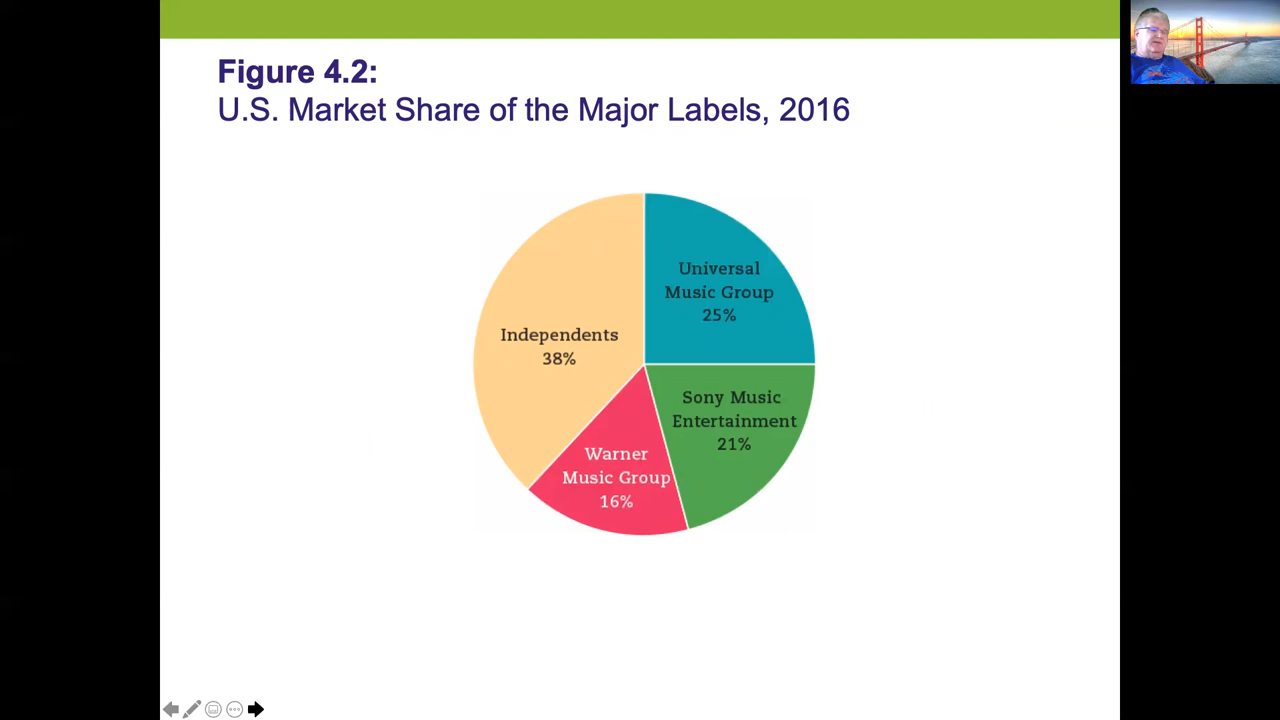 Figure 4.2:
U.S. Market Share of the Major Labels, 2016
Universal
Music Group
25%
Independents
38%
Sony Music
Entertainment
21%
Warner
Music Group
16%